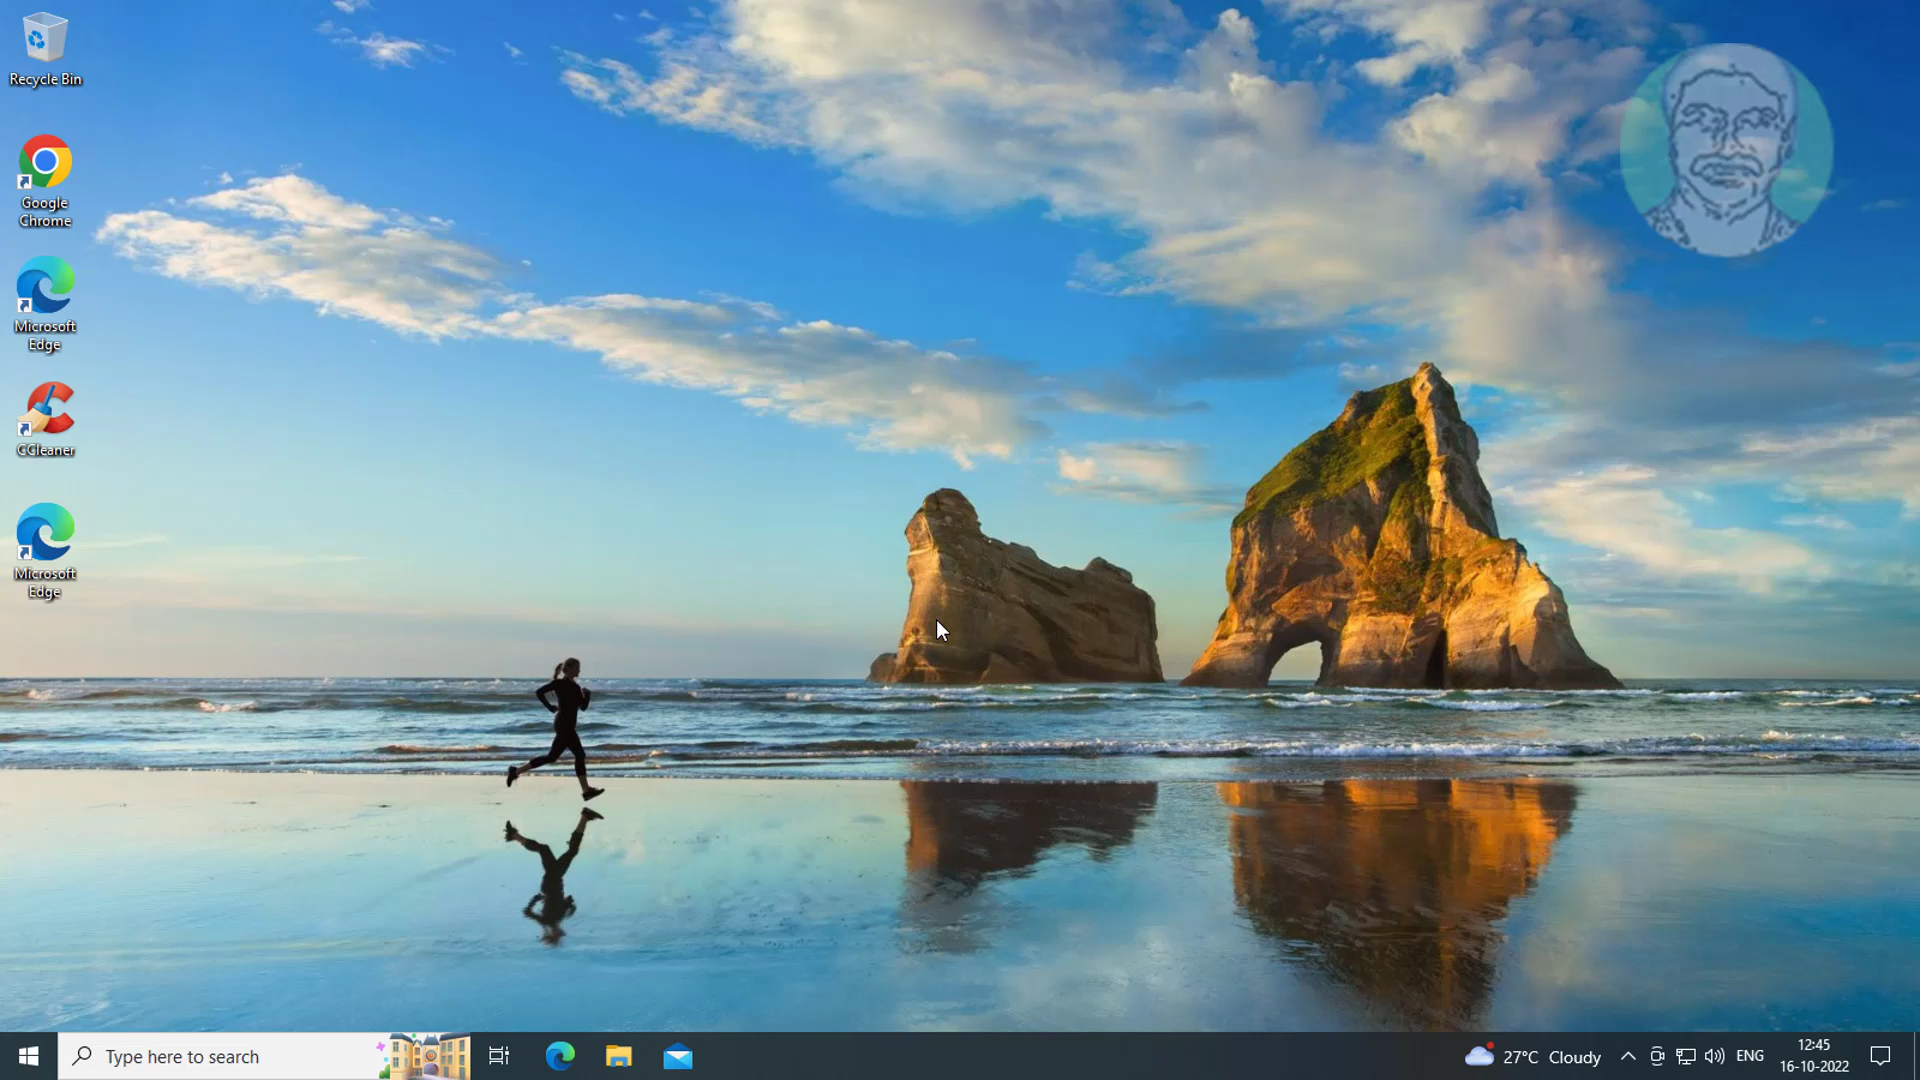 Recycle Bin
Google
Chrome
Microsoft
Edge
CCleaner
Microsoft
Edge
Type here to search
27°C Cloudy
ENG
12:45
16-10-2022